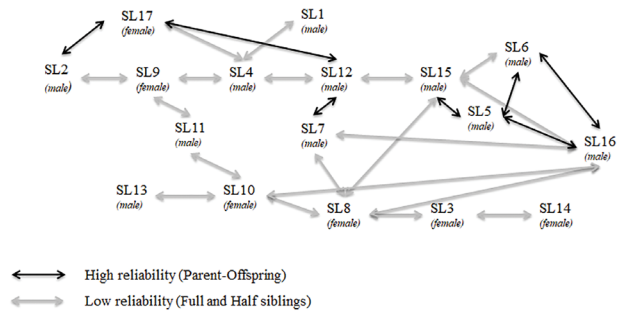 SL17
(female)
SL1
(male)
SL6
(male)
SL2
(male)
SL9
(female)
SL4
(male)
SL12
(male)
SL15
(male)
SL5
(male)
SL11
(male)
SL7
(male)
SL16
(male)
SL13
(male)
SL10
(female)
SL8
(female)
SL3
(female)
SL14
(female)
High reliability (Parent-Offspring)
Low reliability (Full and Half siblings)